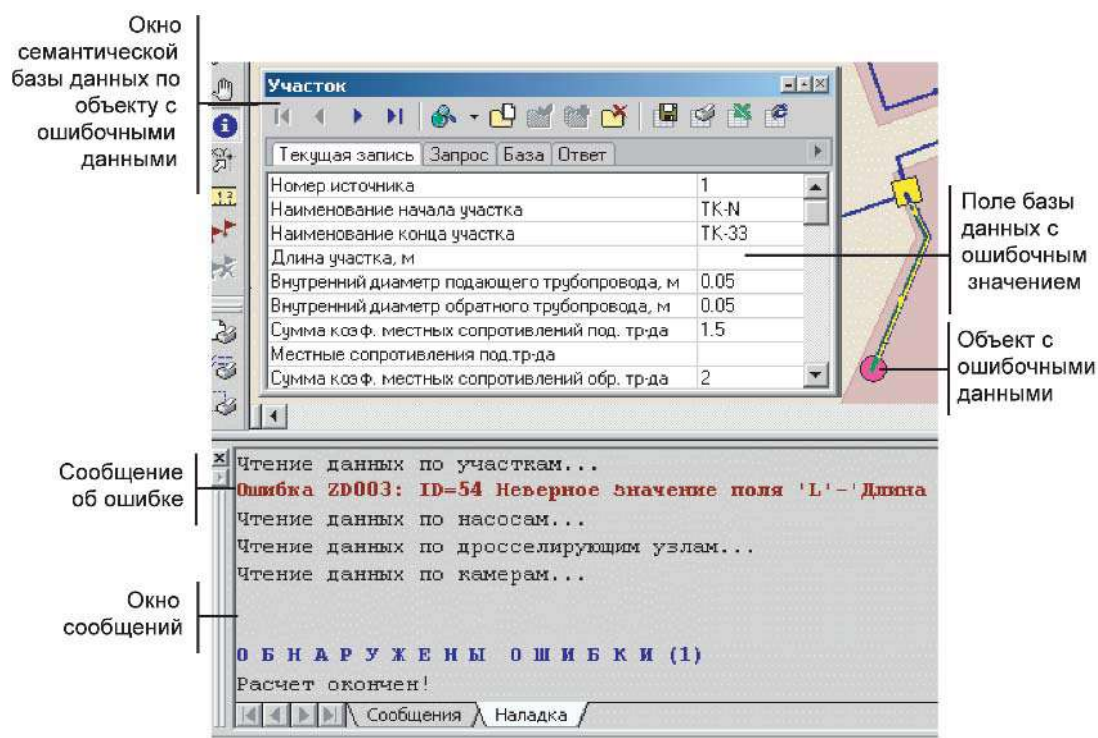 Окно
семантической
базы данных по
объекту с
ошибочными
данными
Участок
Текущая запись Запрос База Ответ
Номер источника 1
Наименование начала участка ТК-N
Наименование конца участка ТК-33
Длина участка, м
Внутренний диаметр подающего трубопровода, м 0.05
Внутренний диаметр обратного трубопровода, м 0.05
Сумма коэф. местных сопротивлений под. тр-да 1.5
Местные сопротивления под.тр-да
Сумма коэф. местных сопротивлений обр. тр-да 2
Поле базы
данных с
ошибочным
значением
Объект с
ошибочными
данными
Сообщение
об ошибке
Окно
сообщений
Чтение данных по участкам...
Ошибка ZD003: ID=54 Неверное значение поля 'L'-'Длина
Чтение данных по насосам...
Чтение данных по дросселирующим узлам...
Чтение данных по камерам...
О Б Н А Р У Ж Е Н Ы О Ш И Б К И (1)
Расчет окончен!
Сообщения Наладка